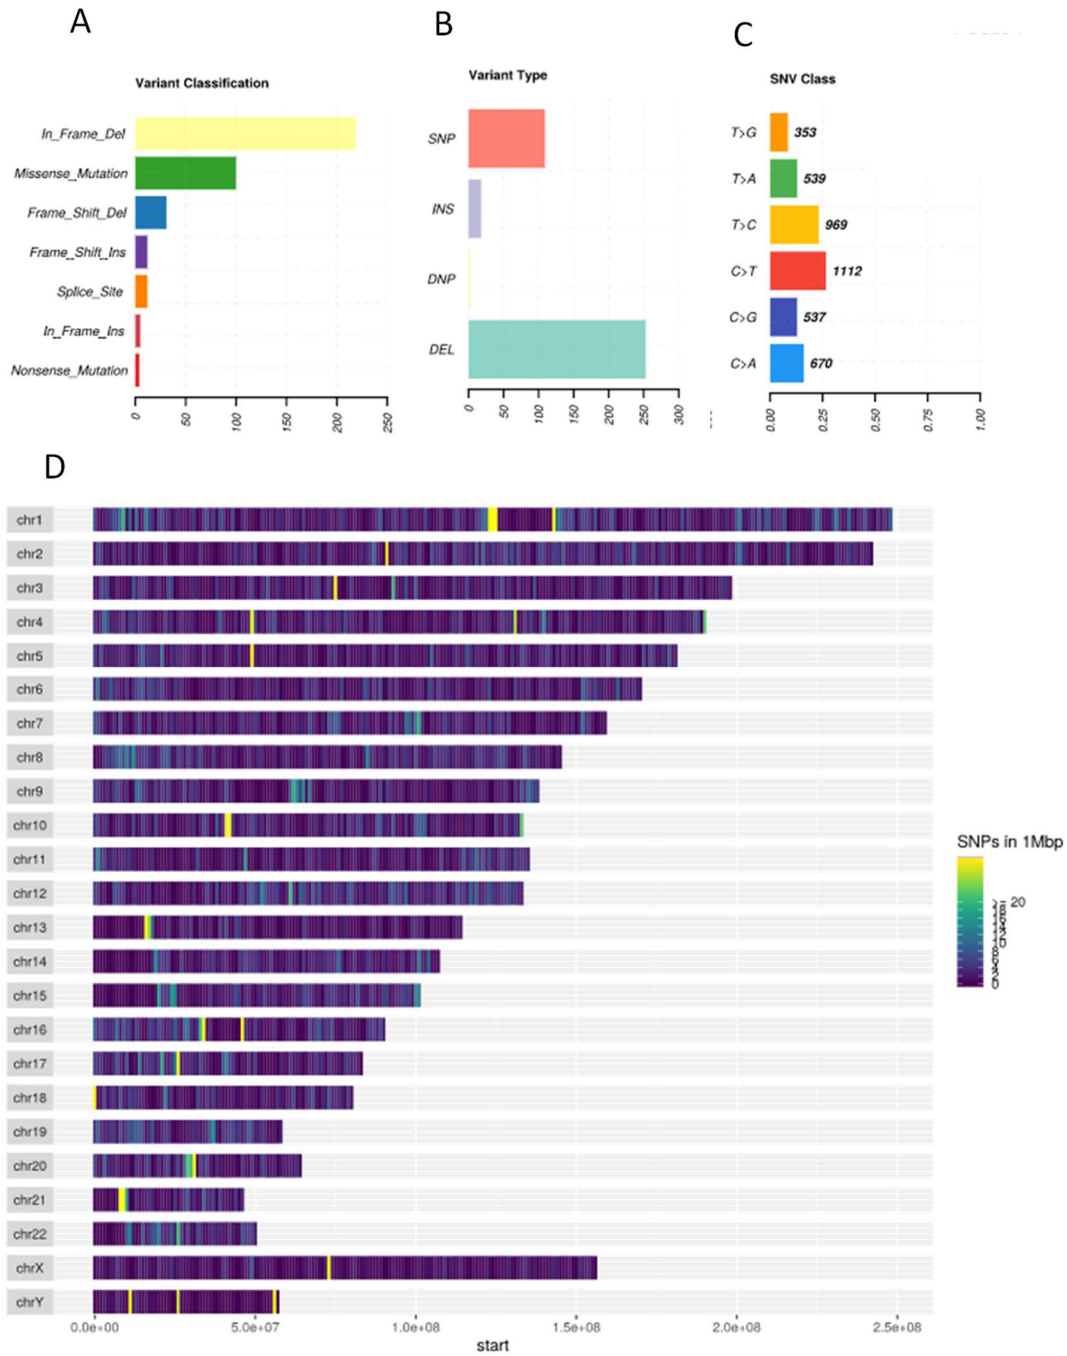 A
B
C
Variant Classification
In_Frame_Del
Missense_Mutation
Frame_Shift_Del
Frame_Shift_Ins
Splice_Site
In_Frame_Ins
Nonsense_Mutation
0 50 100 150 200 250
Variant Type
SNP
INS
DNP
DEL
0 50 100 150 200 250 300
SNV Class
T>G 353
T>A 539
T>C 969
C>T 1112
C>G 537
C>A 670
0.00 0.25 0.50 0.75 1.00
D
chr1
chr2
chr3
chr4
chr5
chr6
chr7
chr8
chr9
chr10
chr11
chr12
chr13
chr14
chr15
chr16
chr17
chr18
chr19
chr20
chr21
chr22
chrX
chrY
0.0e+00 5.0e+07 1.0e+08 1.5e+08 2.0e+08 2.5e+08
start
SNPs in 1Mbp
20
10
0